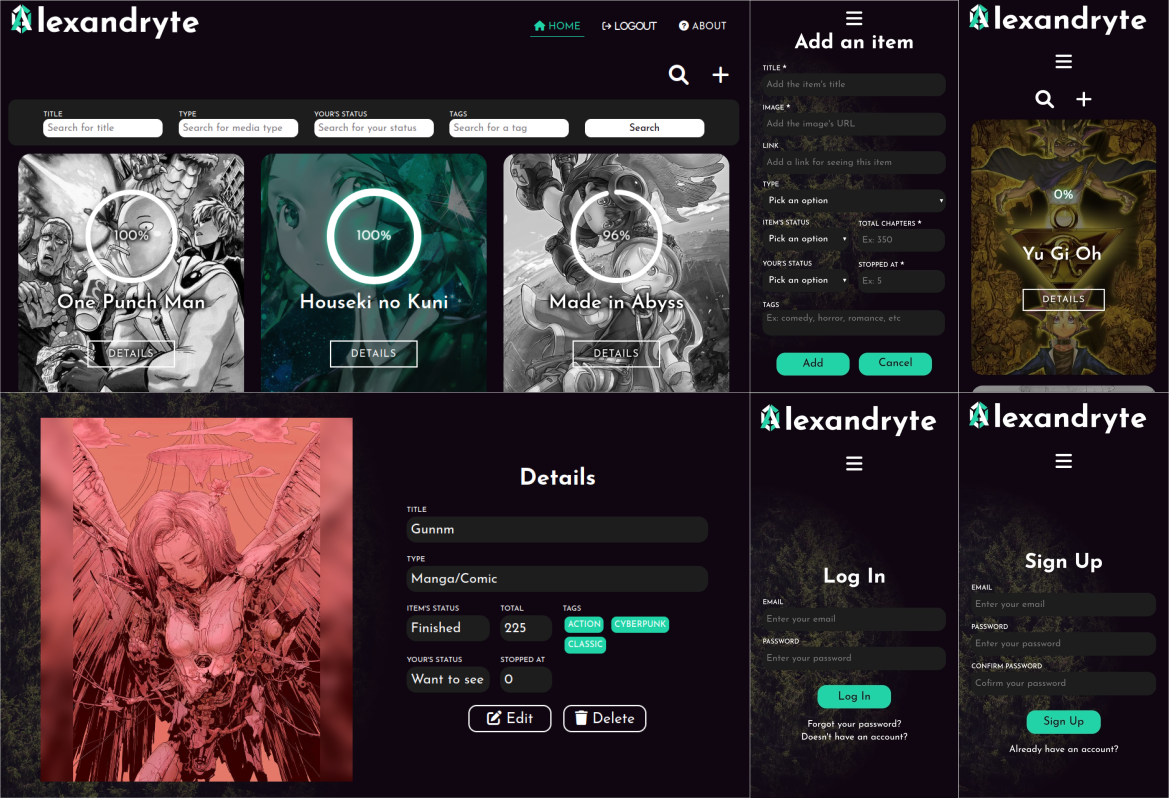 Alexandryte
HOME LOGOUT ABOUT
TITLE TYPE YOUR'S STATUS TAGS
Search for title Search for media type Search for your status Search for a tag Search
100% 100% 96%
One Punch Man Houseki no Kuni Made in Abyss
DETAILS DETAILS DETAILS
Add an item
TITLE *
Add the item's title
IMAGE *
Add the image's URL
LINK
Add a link for seeing this item
TYPE
Pick an option
ITEM'S STATUS TOTAL CHAPTERS *
Pick an option Ex: 350
YOUR'S STATUS STOPPED AT *
Pick an option Ex: 5
TAGS
Ex: comedy, horror, romance, etc
Add Cancel
Alexandryte
0%
Yu Gi Oh
DETAILS
Details
TITLE
Gunnm
TYPE
Manga/Comic
ITEM'S STATUS TOTAL TAGS
Finished 225 ACTION CYBERPUNK
CLASSIC
YOUR'S STATUS STOPPED AT
Want to see 0
Edit Delete
Alexandryte
Log In
EMAIL
Enter your email
PASSWORD
Enter your password
Log In
Forgot your password?
Doesn't have an account?
Alexandryte
Sign Up
EMAIL
Enter your email
PASSWORD
Enter your password
CONFIRM PASSWORD
Cofirm your password
Sign Up
Already have an account?